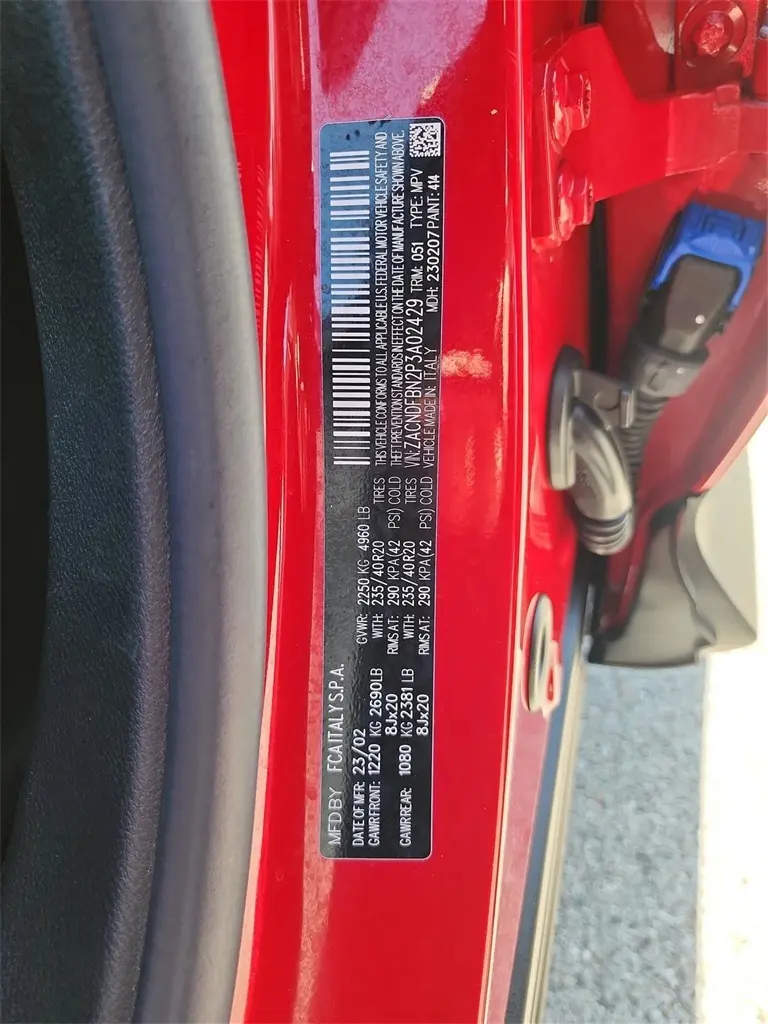 MFD BY FCA ITALY S.P.A.
DATE OF MFR: 23/02 GVWR: 2250 KG 4960 LB
GAWR FRONT: 1220 KG 2690LB WITH: 235/40 R20 TIRES
8Jx20 RIMS AT: 290 KPA(42 PSI) COLD
GAWR REAR: 1080 KG 2381 LB WITH: 235/40R20 TIRES
8Jx20 RIMS AT: 290 KPA(42 PSI) COLD
THIS VEHICLE CONFORMS TO ALL APPLICABLE U.S. FEDERAL MOTOR VEHICLE SAFETY AND
THEFT PREVENTION STANDARDS IN EFFECT ON THE DATE OF MANUFACTURE SHOWN ABOVE.
VIN: ZACNDFBN2P3A02429 TRIM: 051 TYPE: MPV
VEHICLE MADE IN: ITALY MDH: 230207 PAINT: 414